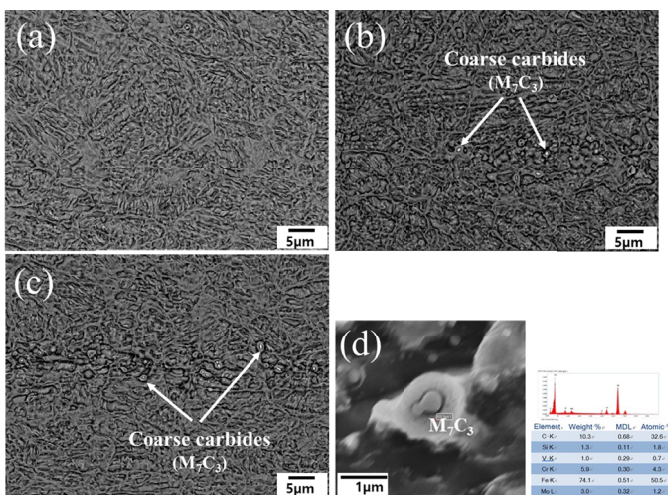 (a)
5μm
(b)
Coarse carbides
(M₇C₃)
5μm
(c)
Coarse carbides
(M₇C₃)
5μm
(d)
M₇C₃
1μm
Element Weight % MDL Atomic %
C K 10.3 0.68 32.6
Si K 1.3 0.11 1.8
V K 1.0 0.29 0.7
Cr K 5.8 0.30 4.3
Fe K 74.1 0.51 50.5
Mo L 3.0 0.32 1.2